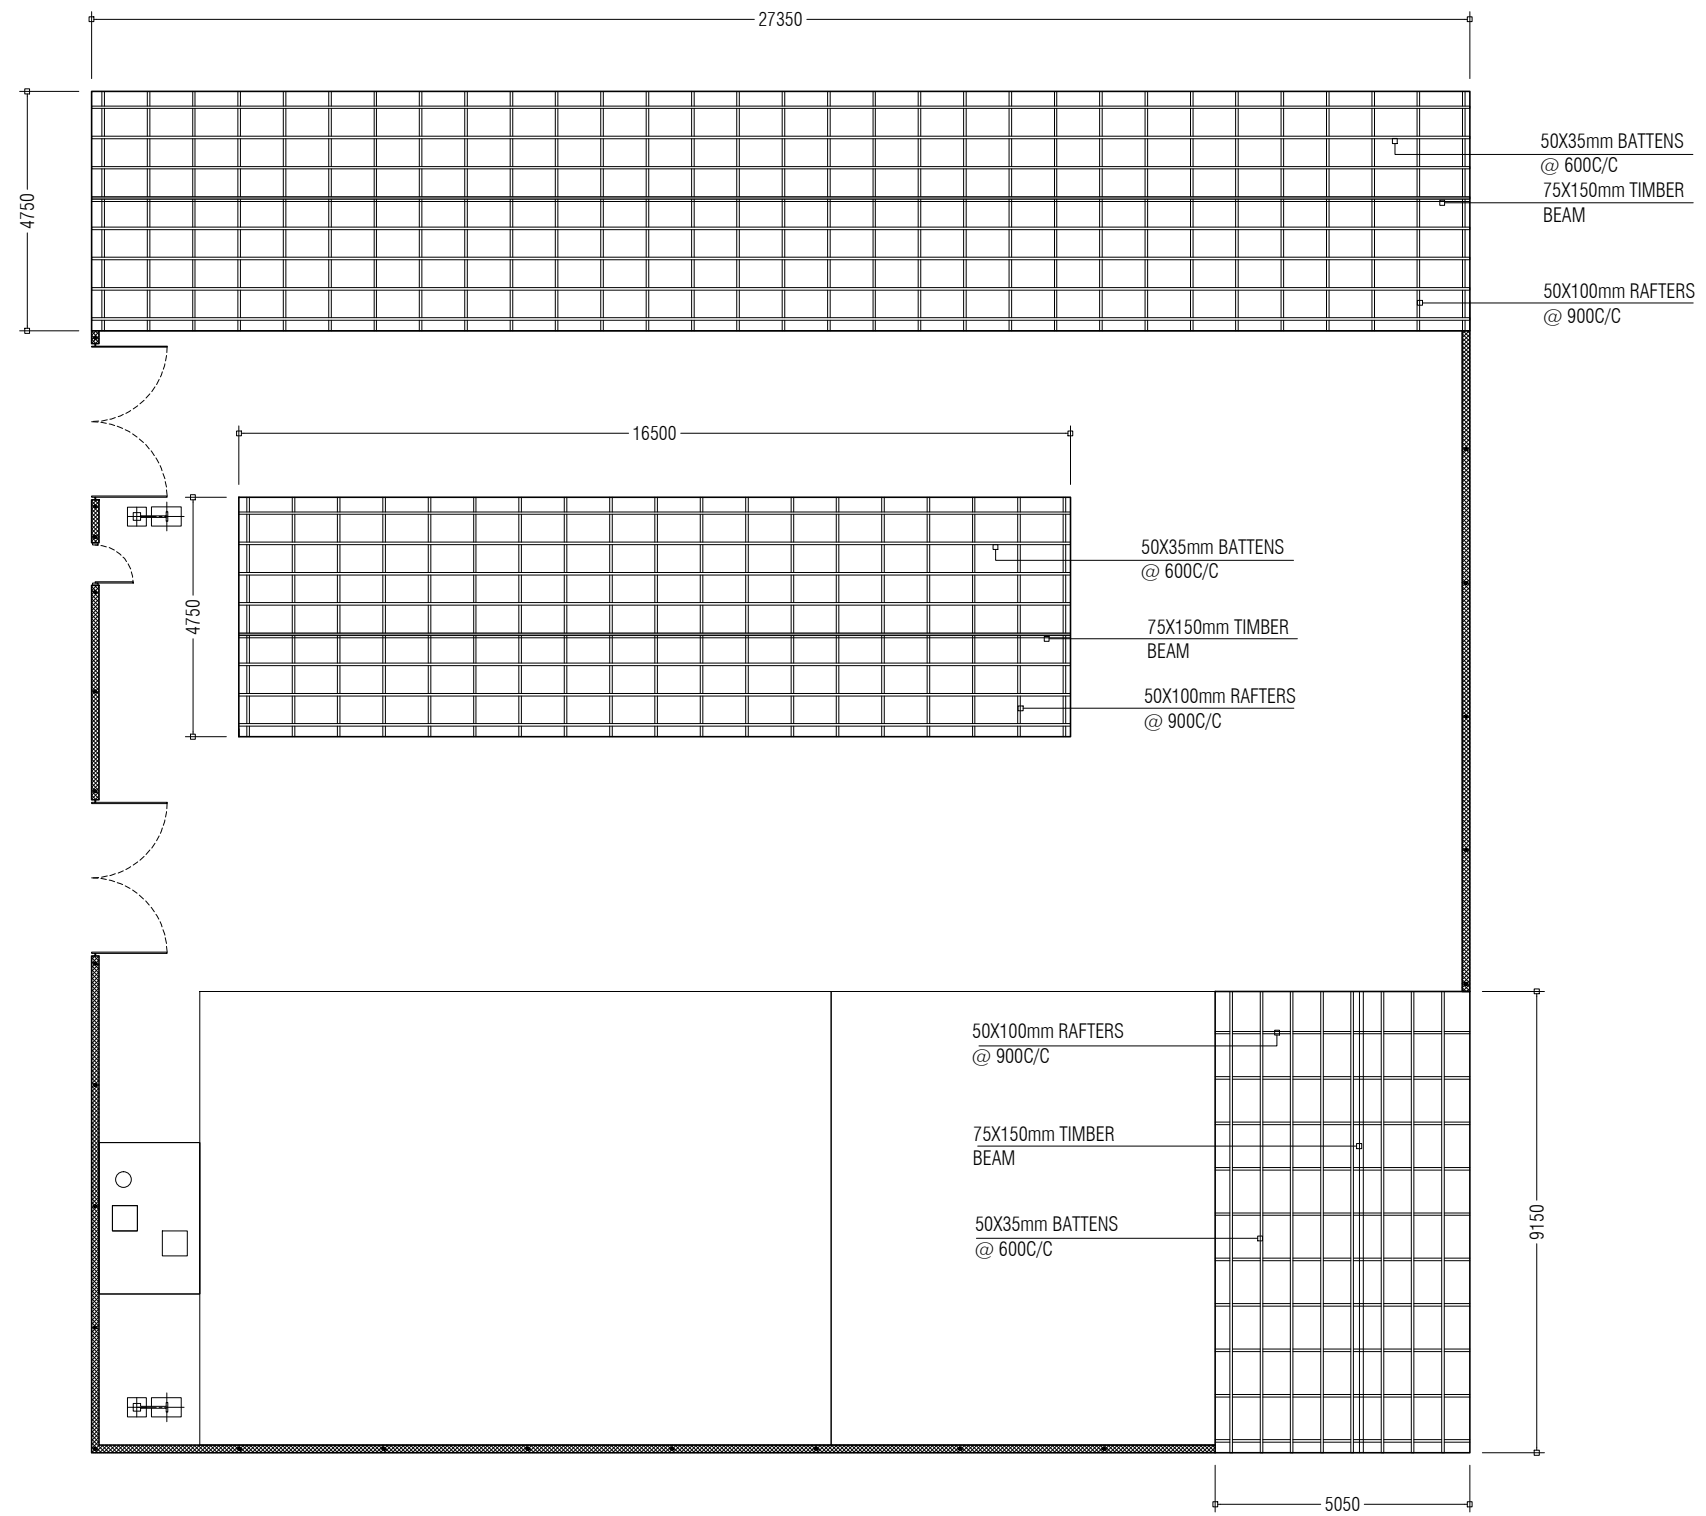 27350
4750
50X35mm BATTENS
@ 600C/C
75X150mm TIMBER
BEAM
50X100mm RAFTERS
@ 900C/C
16500
4750
50X35mm BATTENS
@ 600C/C
75X150mm TIMBER
BEAM
50X100mm RAFTERS
@ 900C/C
50X100mm RAFTERS
@ 900C/C
75X150mm TIMBER
BEAM
50X35mm BATTENS
@ 600C/C
9150
5050